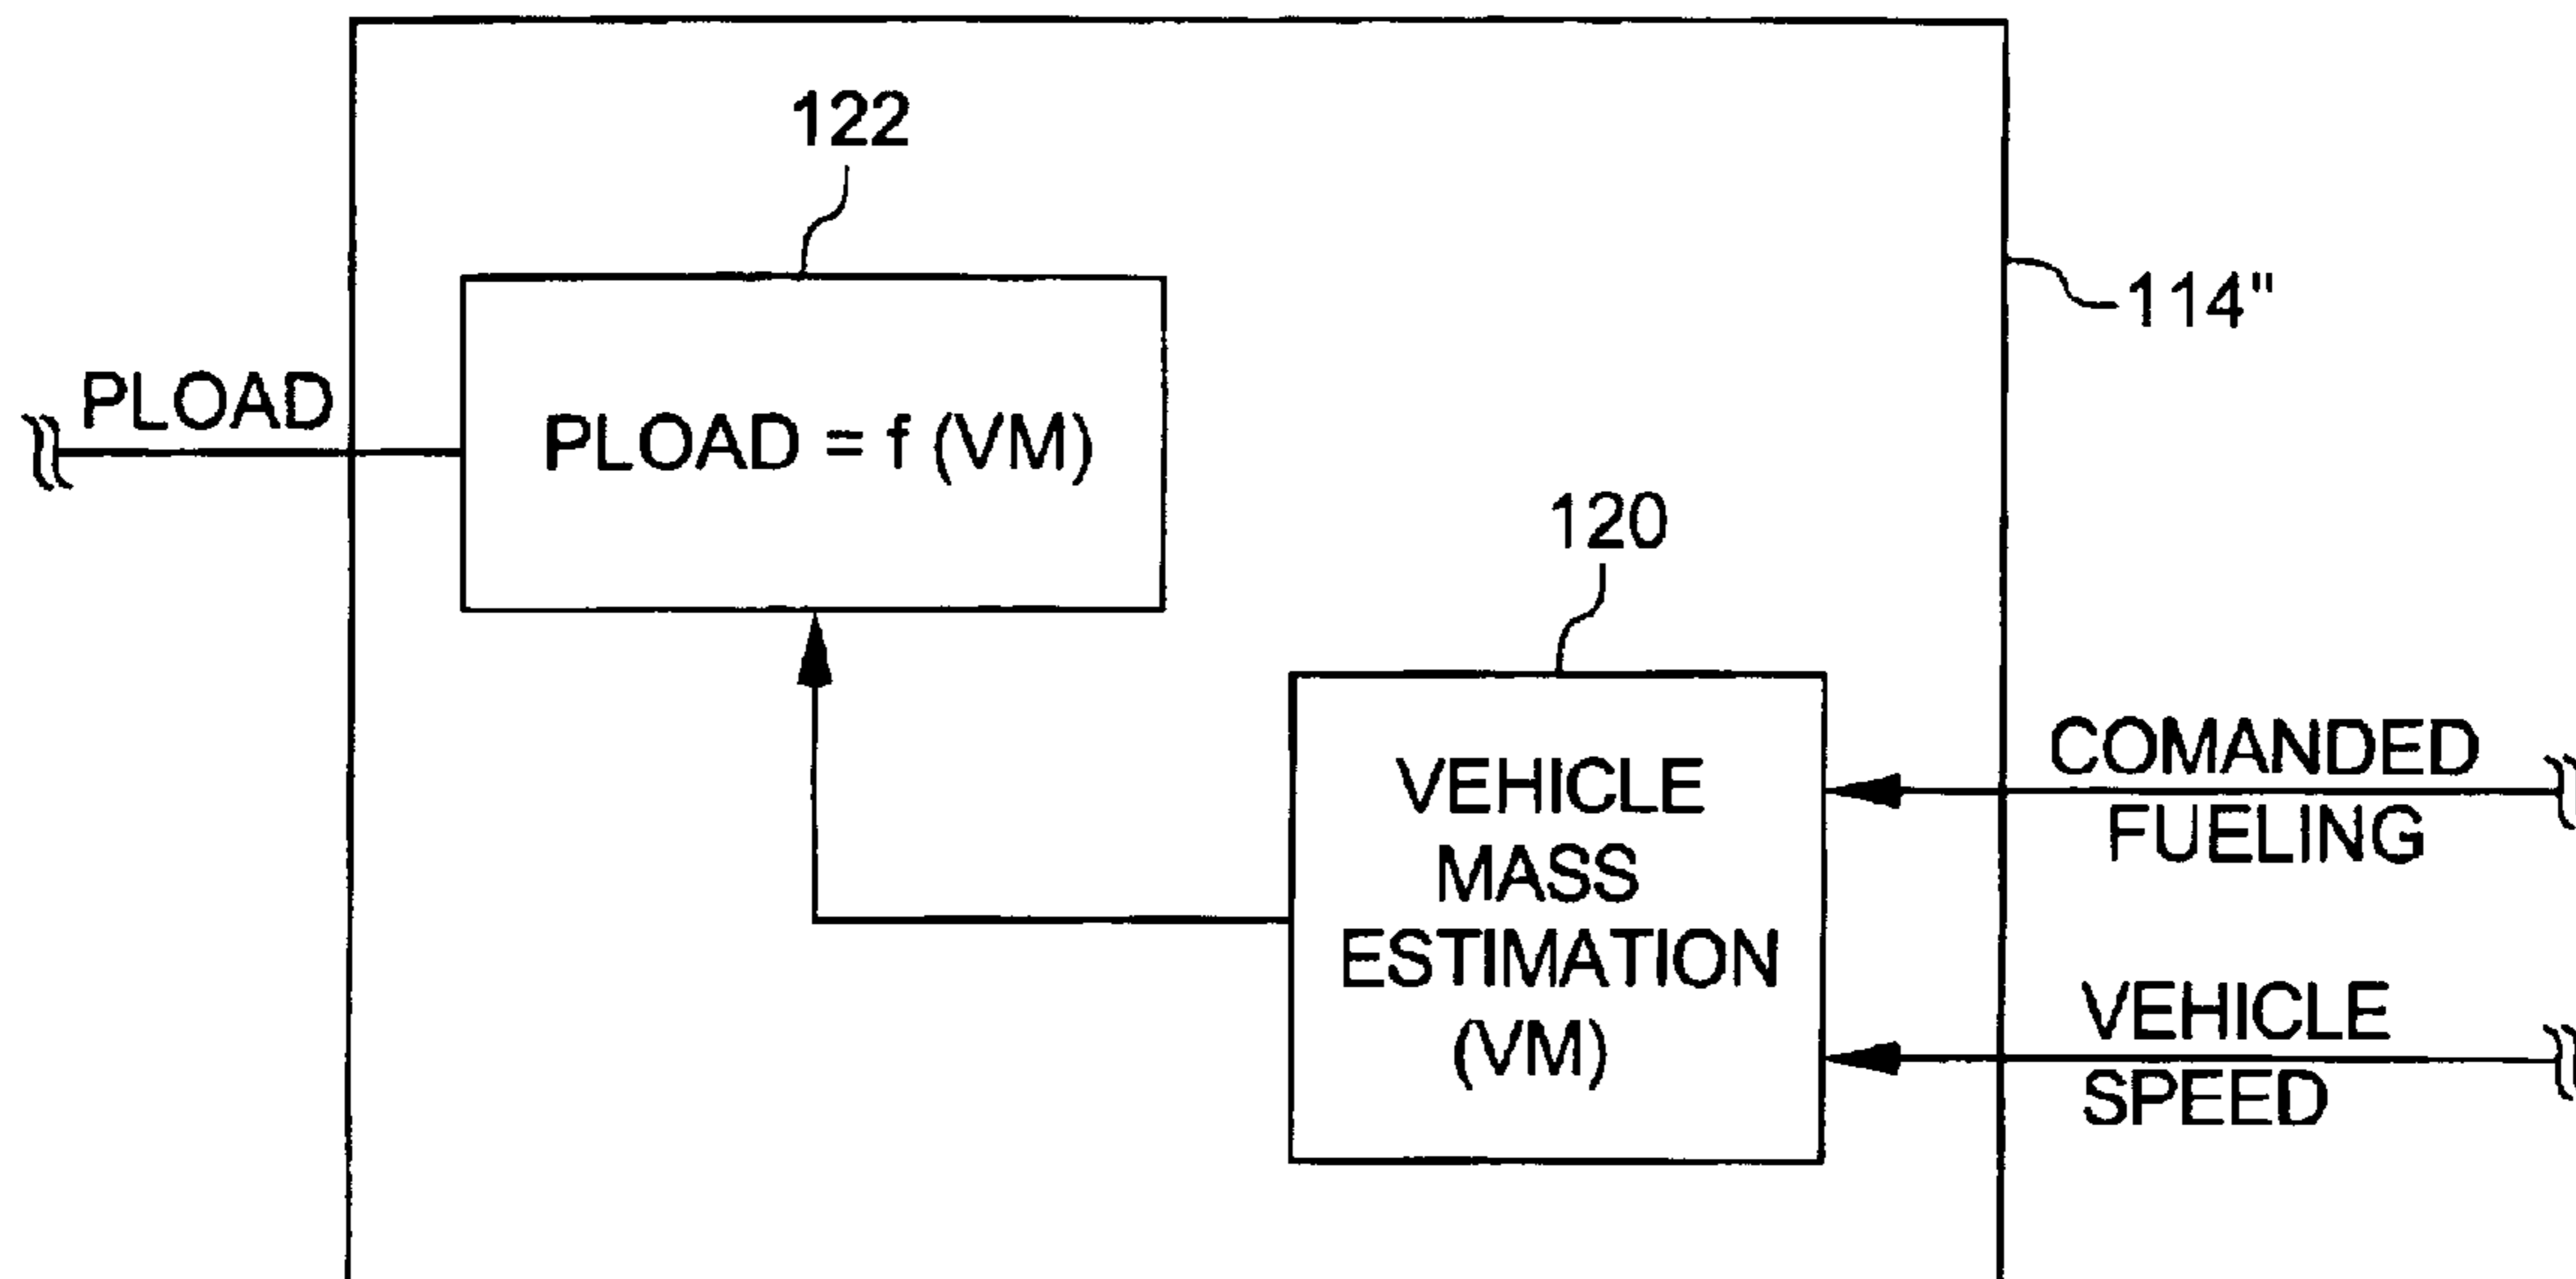 122
114"
PLOAD
PLOAD = f (VM)
120
VEHICLE
MASS
ESTIMATION
(VM)
COMANDED
FUELING
VEHICLE
SPEED